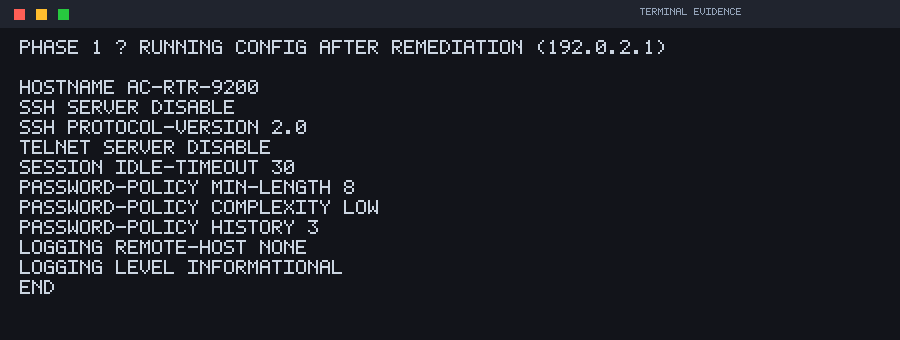 TERMINAL EVIDENCE
PHASE 1 ? RUNNING CONFIG AFTER REMEDIATION (192.0.2.1)
HOSTNAME AC-RTR-9200
SSH SERVER DISABLE
SSH PROTOCOL-VERSION 2.0
TELNET SERVER DISABLE
SESSION IDLE-TIMEOUT 30
PASSWORD-POLICY MIN-LENGTH 8
PASSWORD-POLICY COMPLEXITY LOW
PASSWORD-POLICY HISTORY 3
LOGGING REMOTE-HOST NONE
LOGGING LEVEL INFORMATIONAL
END